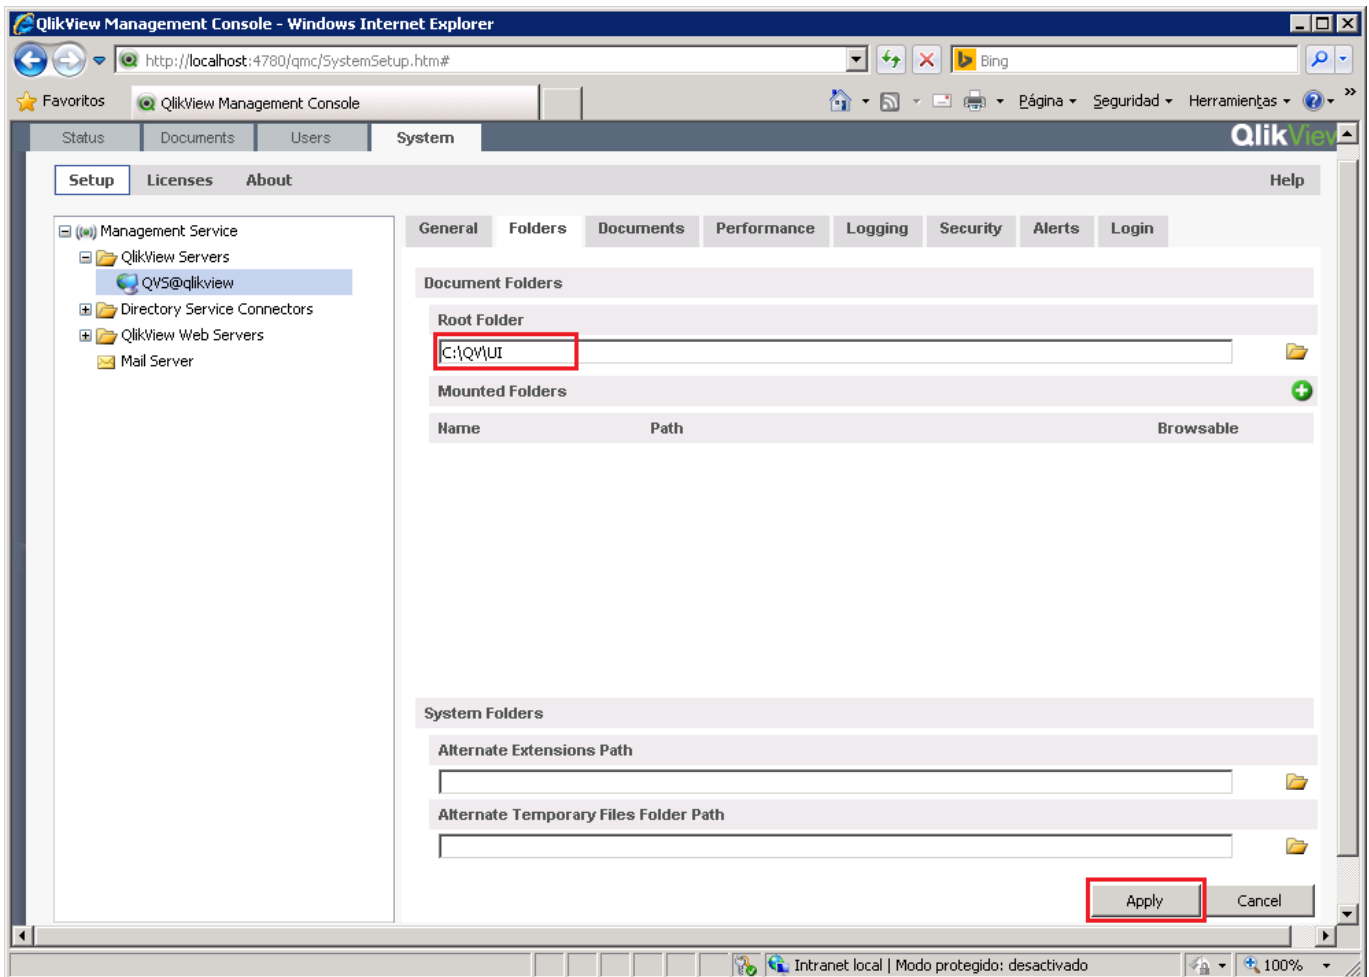 QlikView Management Console - Windows Internet Explorer
http://localhost:4780/qmc/SystemSetup.htm#
Bing
Favoritos
QlikView Management Console
Página
Seguridad
Herramientas
»
Status
Documents
Users
System
QlikView
Setup
Licenses
About
Help
Management Service
QlikView Servers
QVS@qlikview
Directory Service Connectors
QlikView Web Servers
Mail Server
General
Folders
Documents
Performance
Logging
Security
Alerts
Login
Document Folders
Root Folder
C:\QV\UI
Mounted Folders
Name
Path
Browsable
System Folders
Alternate Extensions Path
Alternate Temporary Files Folder Path
Apply
Cancel
Intranet local | Modo protegido: desactivado
100%